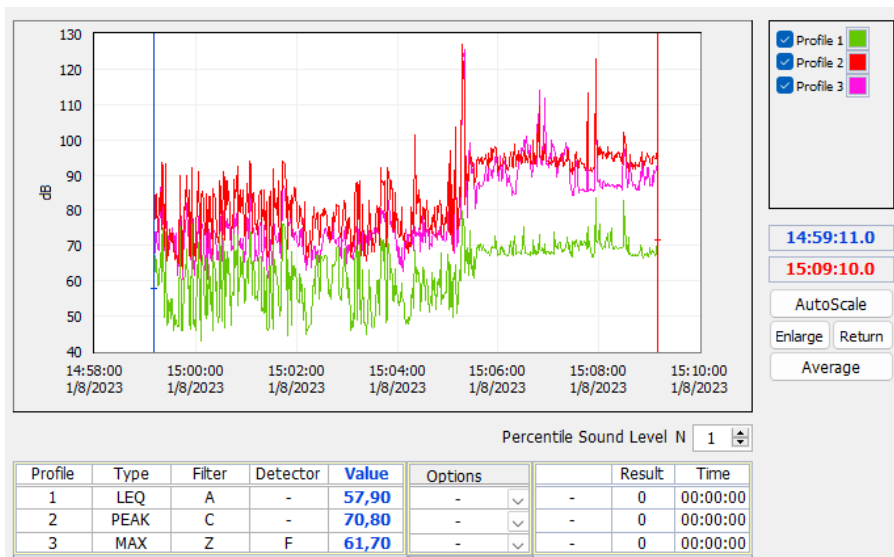 130
120
110
100
90
80
70
60
50
40
dB
14:58:00 15:00:00 15:02:00 15:04:00 15:06:00 15:08:00 15:10:00
1/8/2023 1/8/2023 1/8/2023 1/8/2023 1/8/2023 1/8/2023 1/8/2023
Profile 1
Profile 2
Profile 3
14:59:11.0
15:09:10.0
AutoScale
Enlarge Return
Average
Percentile Sound Level N 1
Profile Type Filter Detector Value Options Result Time
1 LEQ A - 57,90 - - 0 00:00:00
2 PEAK C - 70,80 - - 0 00:00:00
3 MAX Z F 61,70 - - 0 00:00:00